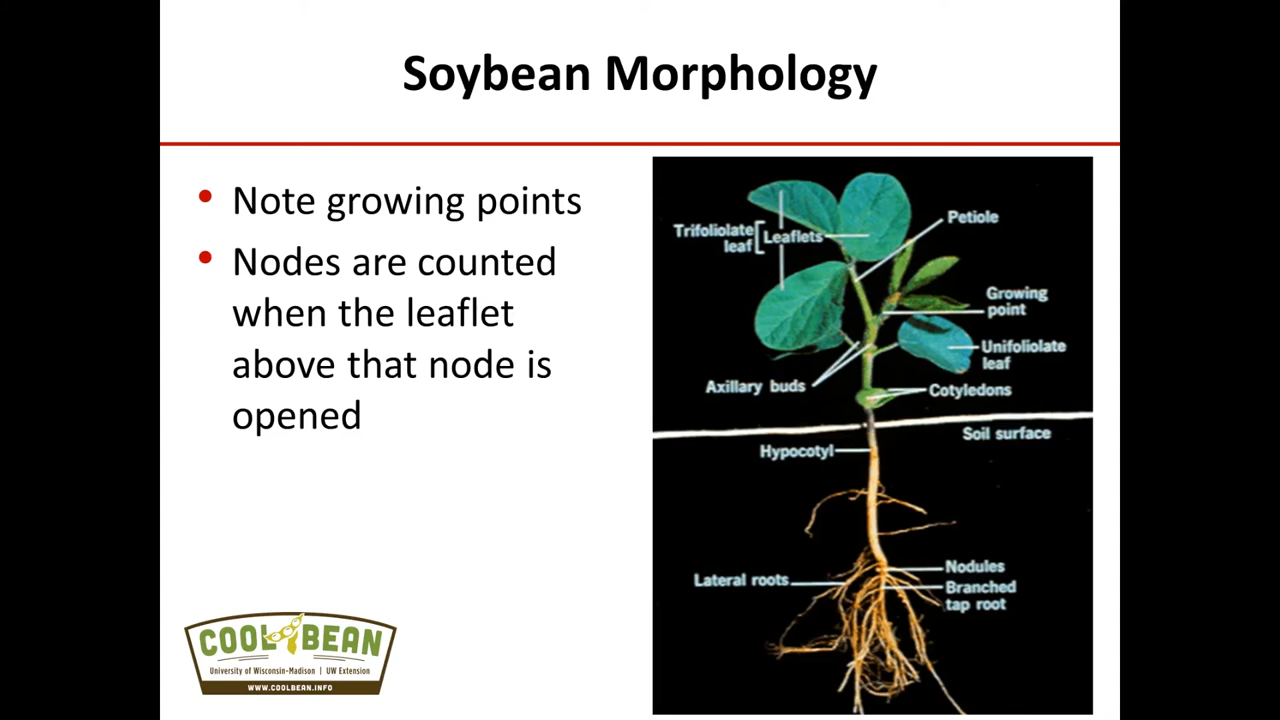 Soybean Morphology
• Note growing points
• Nodes are counted
when the leaflet
above that node is
opened
Trifoliolate
leaf
Leaflets
Petiole
Growing
point
Unifoliolate
leaf
Axillary buds
Cotyledons
Soil surface
Hypocotyl
Lateral roots
Nodules
Branched
tap root
COOL BEAN
University of Wisconsin-Madison | UW Extension
WWW.COOLBEAN.INFO